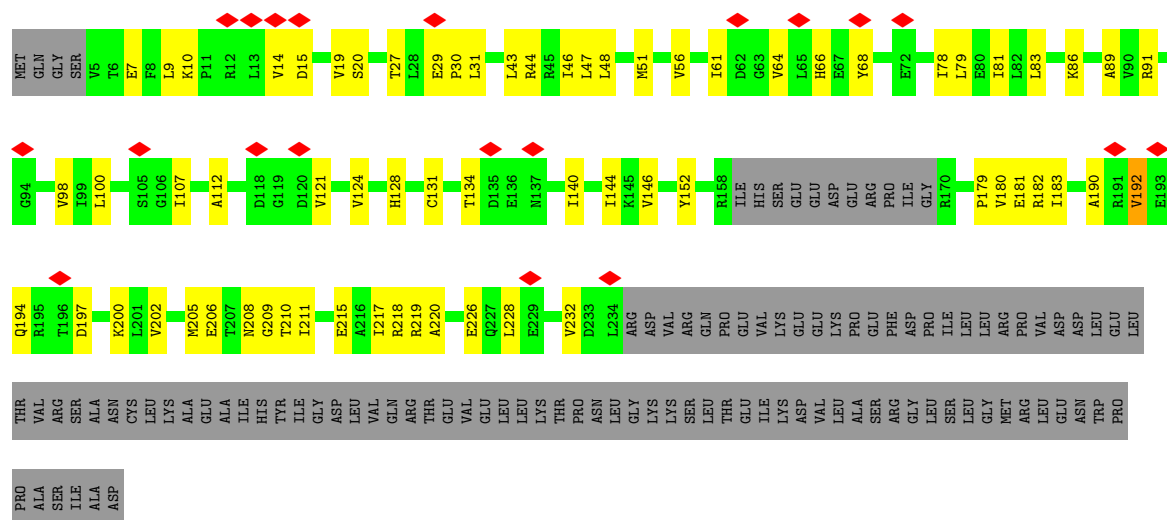 MET GLN GLY SER V5 T6 E7 F8 L9 K10 P11 R12 L13 V14 D15 V19 S20 T27 L28 E29 P30 L31 L43 R44 R45 I46 L47 L48 M51 V56 I61 D62 G63 V64 L65 H66 E67 Y68 E72 I78 L79 E80 I81 L82 L83 K86 A89 V90 R91
G94 V98 I99 L100 S105 G106 I107 A112 D118 G119 D120 V121 V124 H128 C131 T134 D135 E136 N137 I140 I144 K145 V146 Y152 R158 ILE HIS SER GLU GLU ASP GLU ARG PRO ILE GLY R170 P179 V180 E181 R182 I183 A190 R191 V192 E193
Q194 R195 T196 D197 K200 L201 V202 M205 E206 T207 N208 G209 T210 I211 E215 A216 I217 R218 R219 A220 E226 Q227 L228 E229 V232 D233 L234 ARG ASP VAL ARG GLN PRO GLU VAL LYS GLU GLU LYS PRO GLU PHE ASP PRO ILE LEU LEU ARG PRO VAL ASP ASP LEU GLU LEU
THR VAL ARG SER ALA ASN CYS LEU LYS ALA GLU ALA ILE HIS TYR ILE GLY ASP LEU VAL GLN ARG THR GLU VAL GLU LEU LEU LYS THR PRO ASN LEU GLY LYS LYS SER LEU THR GLU ILE LYS ASP VAL LEU ALA SER ARG GLY LEU SER LEU GLY MET ARG LEU GLU ASN TRP PRO
PRO ALA SER ILE ALA ASP